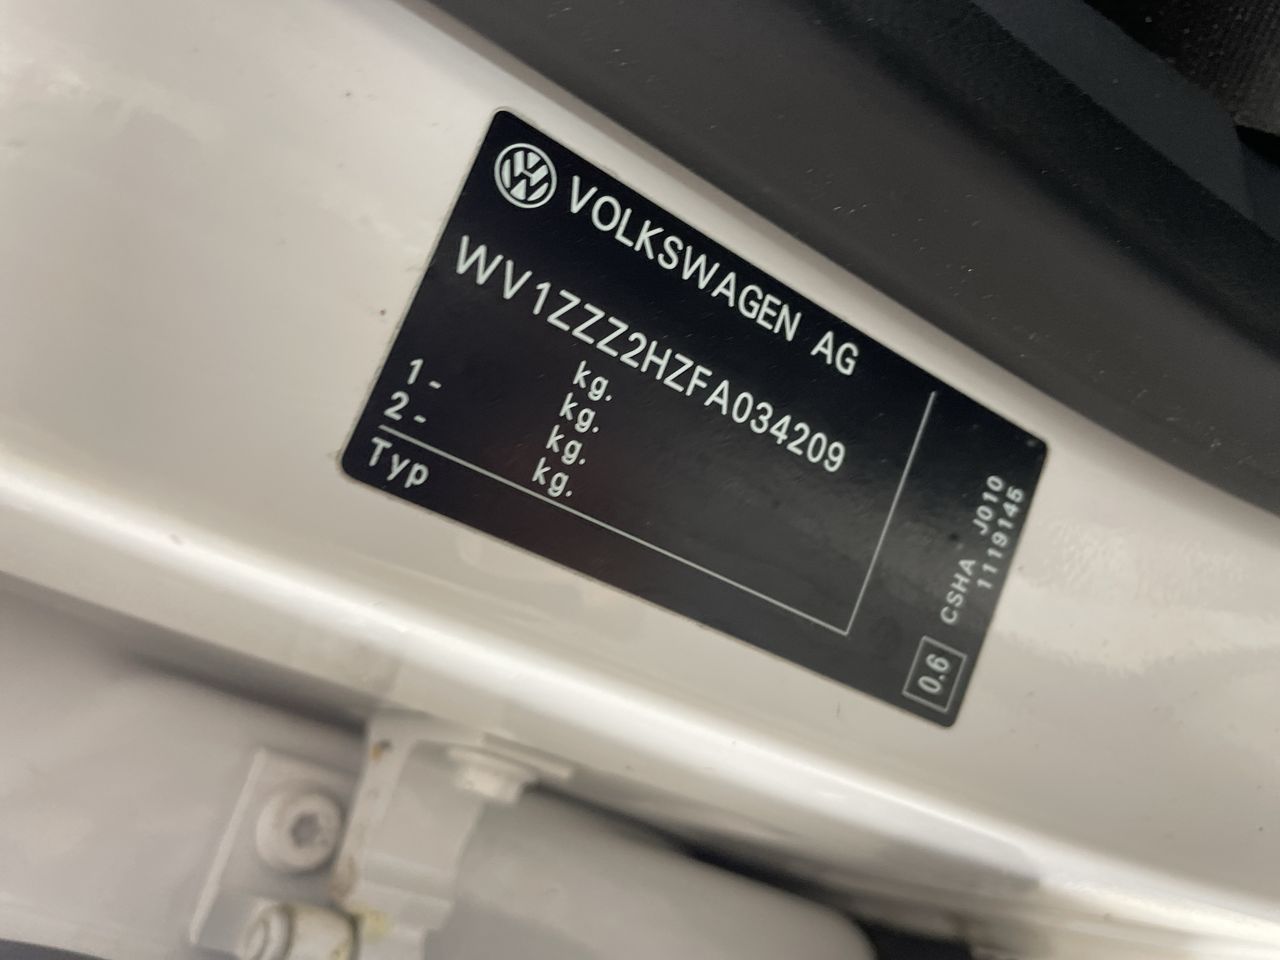 VOLKSWAGEN AG
WV1ZZZ2HZFA034209
kg.
1- kg.
2- kg.
kg.
Typ
CSHA J010
1119145
0.6